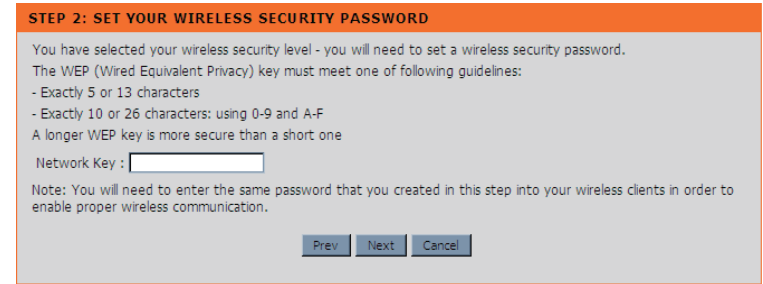 STEP 2: SET YOUR WIRELESS SECURITY PASSWORD
You have selected your wireless security level - you will need to set a wireless security password.
The WEP (Wired Equivalent Privacy) key must meet one of following guidelines:
- Exactly 5 or 13 characters
- Exactly 10 or 26 characters: using 0-9 and A-F
A longer WEP key is more secure than a short one
Network Key :
Note: You will need to enter the same password that you created in this step into your wireless clients in order to
enable proper wireless communication.
Prev Next Cancel